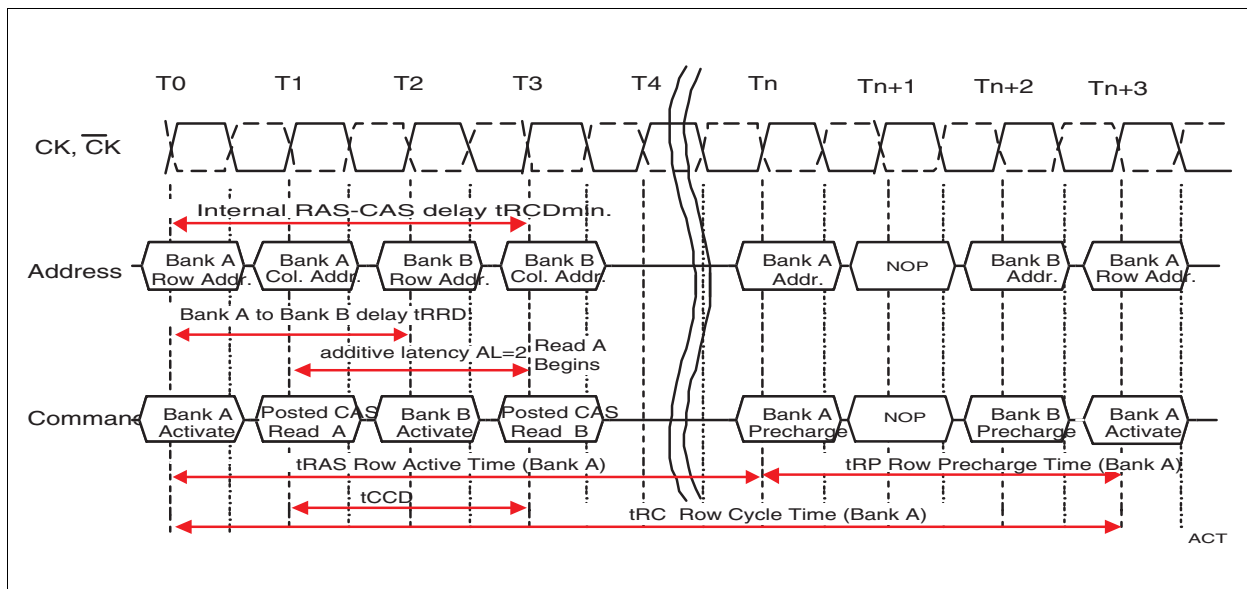 T0 T1 T2 T3 T4 Tn Tn+1 Tn+2 Tn+3
CK, C̅K̅
Internal RAS-CAS delay tRCDmin.
Address
Bank A Row Addr.
Bank A Col. Addr.
Bank B Row Addr.
Bank B Col. Addr.
Bank A Addr.
NOP
Bank B Addr.
Bank A Row Addr.
Bank A to Bank B delay tRRD
additive latency AL=2
Read A Begins
Command
Bank A Activate
Posted CAS Read A
Bank B Activate
Posted CAS Read B
Bank A Precharge
NOP
Bank B Precharge
Bank A Activate
tRAS Row Active Time (Bank A)
tRP Row Precharge Time (Bank A)
tCCD
tRC Row Cycle Time (Bank A)
ACT